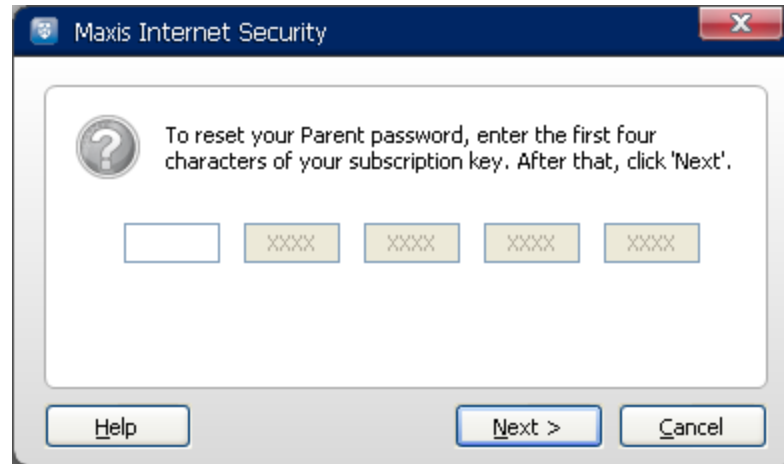 Maxis Internet Security
To reset your Parent password, enter the first four
characters of your subscription key. After that, click 'Next'.
XXXX XXXX XXXX XXXX
Help Next > Cancel